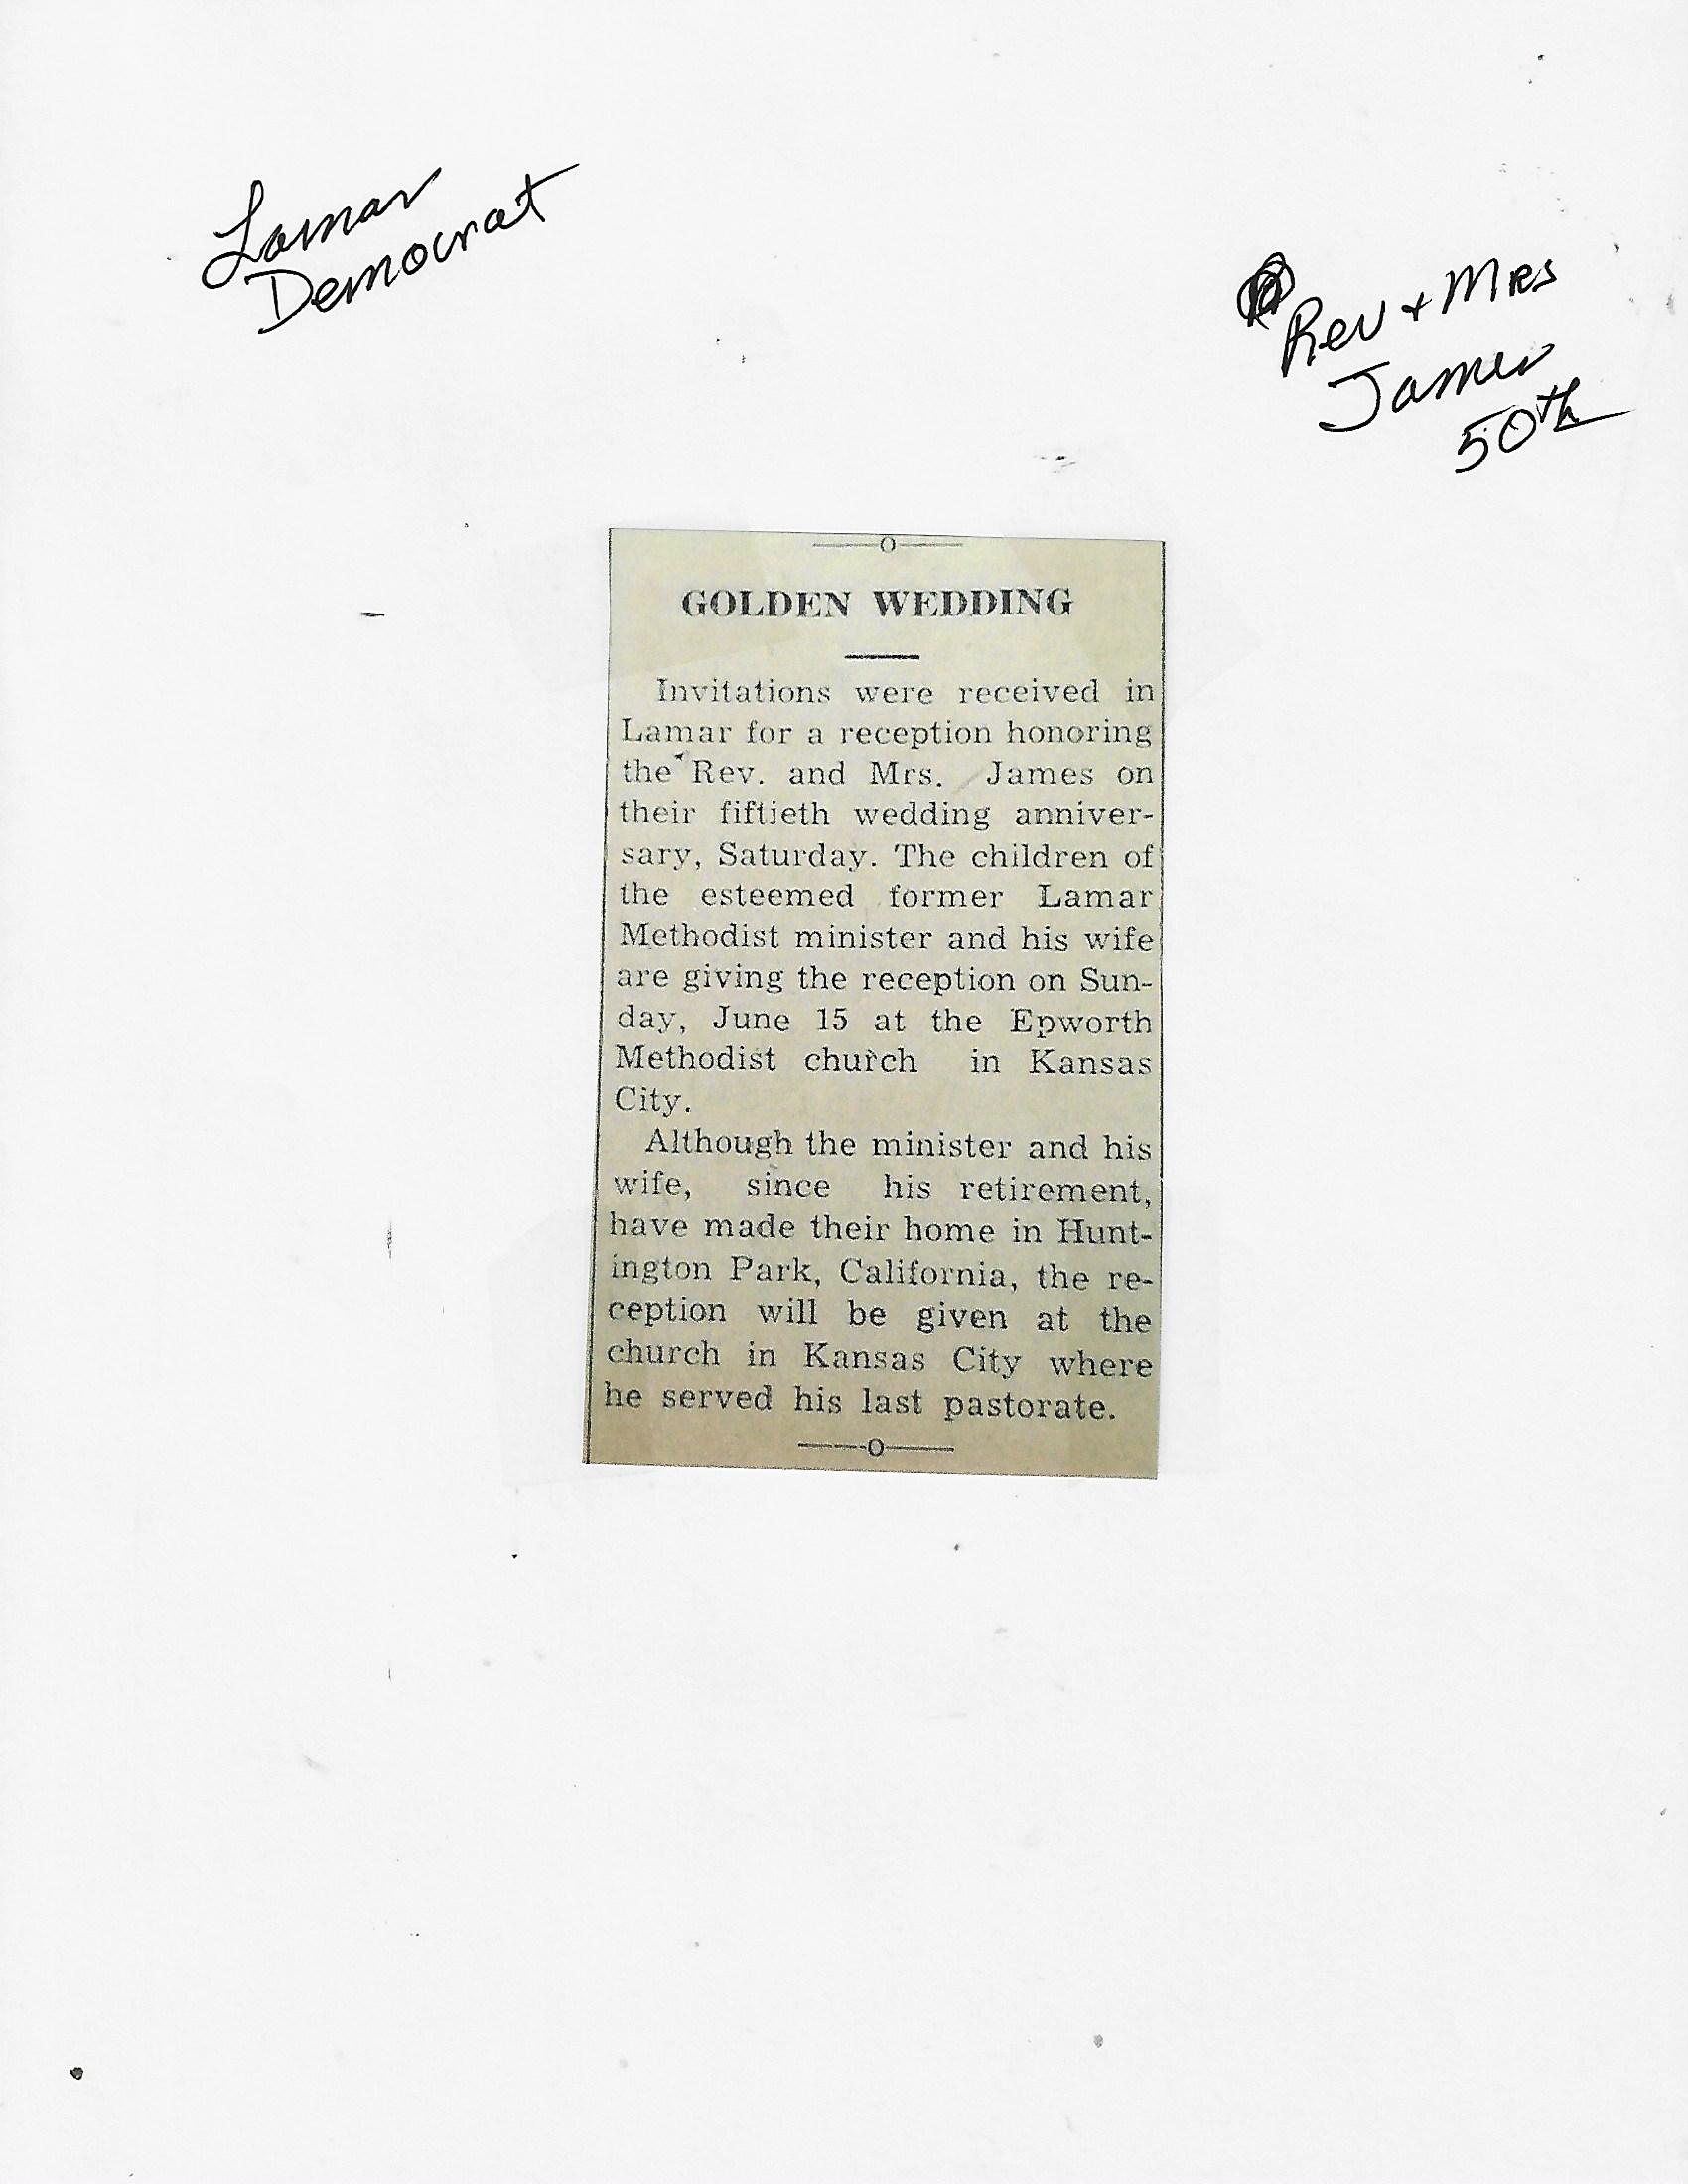 Lamar
Democrat
Rev + Mrs
James
50th
GOLDEN WEDDING
Invitations were received in
Lamar for a reception honoring
the Rev. and Mrs. James on
their fiftieth wedding anniver-
sary, Saturday. The children of
the esteemed former Lamar
Methodist minister and his wife
are giving the reception on Sun-
day, June 15 at the Epworth
Methodist church in Kansas
City.
Although the minister and his
wife, since his retirement,
have made their home in Hunt-
ington Park, California, the re-
ception will be given at the
church in Kansas City where
he served his last pastorate.